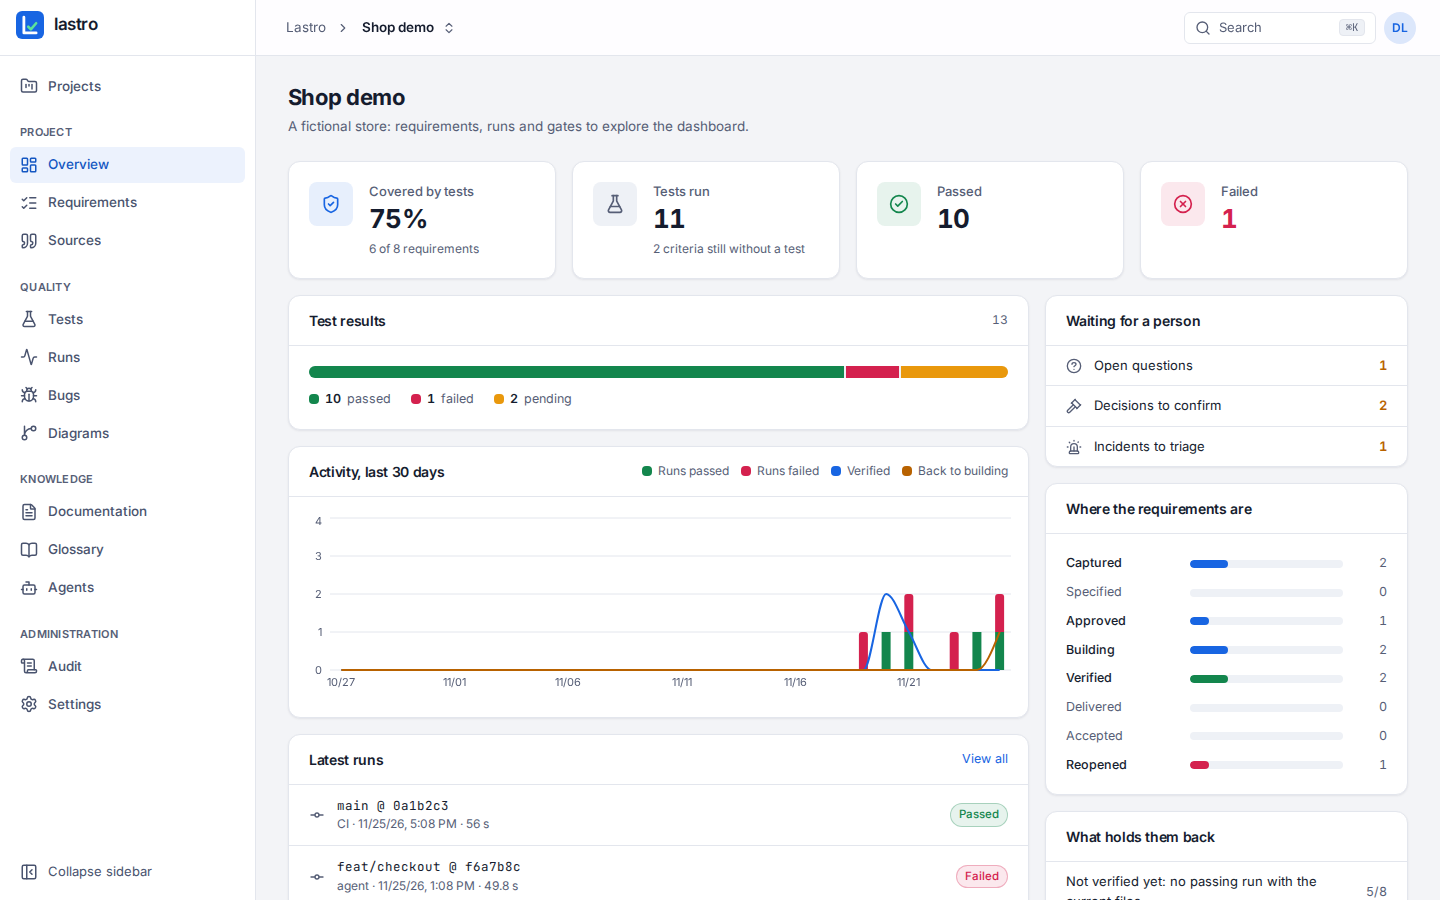 lastro
Lastro
Shop demo
Search
⌘K
DL
Projects
PROJECT
Overview
Requirements
Sources
QUALITY
Tests
Runs
Bugs
Diagrams
KNOWLEDGE
Documentation
Glossary
Agents
ADMINISTRATION
Audit
Settings
Collapse sidebar
Shop demo
A fictional store: requirements, runs and gates to explore the dashboard.
Covered by tests
75%
6 of 8 requirements
Tests run
11
2 criteria still without a test
Passed
10
Failed
1
Test results
13
10 passed
1 failed
2 pending
Activity, last 30 days
Runs passed
Runs failed
Verified
Back to building
4
3
2
1
0
10/27
11/01
11/06
11/11
11/16
11/21
Latest runs
View all
main @ 0a1b2c3
CI · 11/25/26, 5:08 PM · 56 s
Passed
feat/checkout @ f6a7b8c
agent · 11/25/26, 1:08 PM · 49.8 s
Failed
Waiting for a person
Open questions 1
Decisions to confirm 2
Incidents to triage 1
Where the requirements are
Captured 2
Specified 0
Approved 1
Building 2
Verified 2
Delivered 0
Accepted 0
Reopened 1
What holds them back
Not verified yet: no passing run with the
current files
5/8